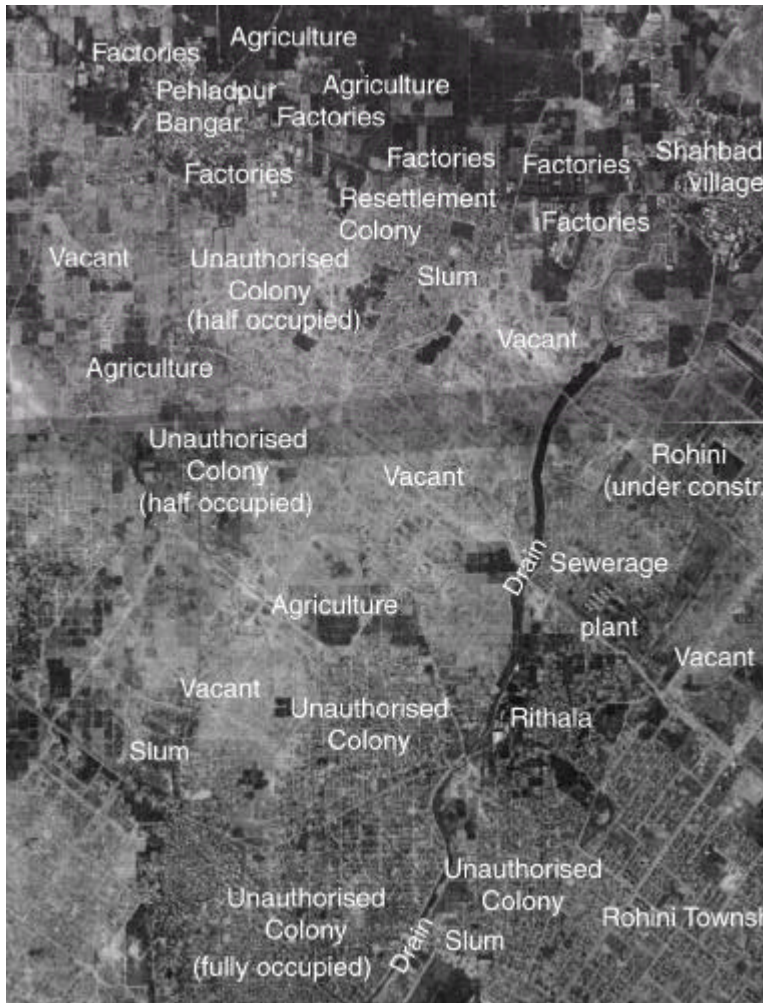 Agriculture
Factories
Pehladpur
Bangar
Agriculture
Factories
Factories
Factories
Factories
Shahbad
village
Resettlement
Colony
Factories
Vacant
Unauthorised
Colony
(half occupied)
Slum
Vacant
Agriculture
Unauthorised
Colony
(half occupied)
Vacant
Rohini
(under constr.
Drain
Sewerage
plant
Agriculture
Vacant
Vacant
Unauthorised
Colony
Rithala
Slum
Unauthorised
Colony
Unauthorised
Colony
(fully occupied)
Drain
Slum
Rohini Townsh